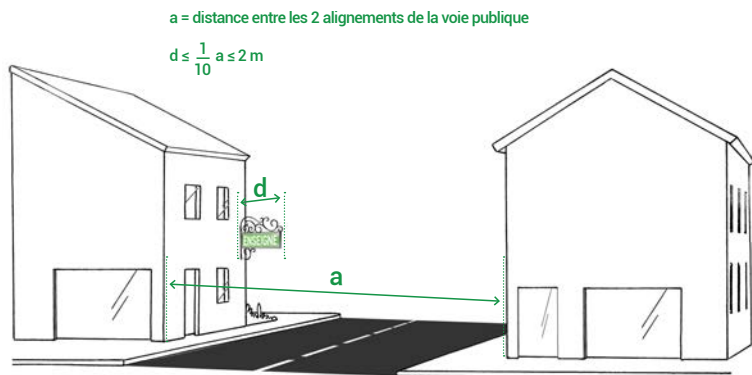 a = distance entre les 2 alignements de la voie publique
d ≤ 1/10 a ≤ 2 m
d
ENSEIGNE
a